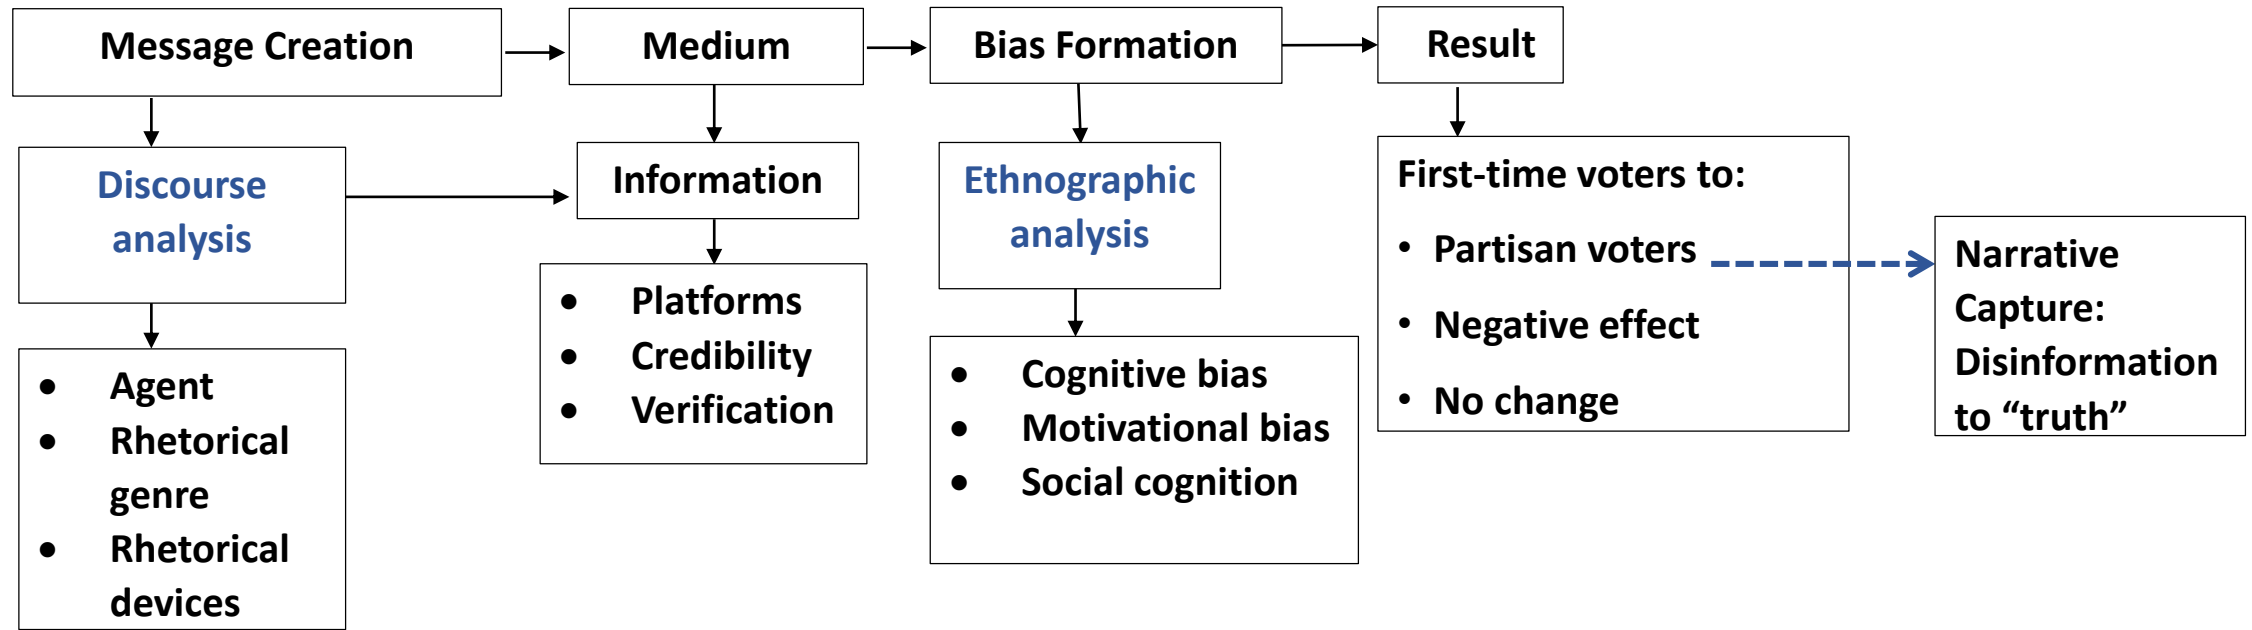 Message Creation
Medium
Bias Formation
Result
Discourse
analysis
Information
Ethnographic
analysis
First-time voters to:
• Partisan voters
• Negative effect
• No change
Narrative
Capture:
Disinformation
to “truth”
• Agent
• Rhetorical
genre
• Rhetorical
devices
• Platforms
• Credibility
• Verification
• Cognitive bias
• Motivational bias
• Social cognition